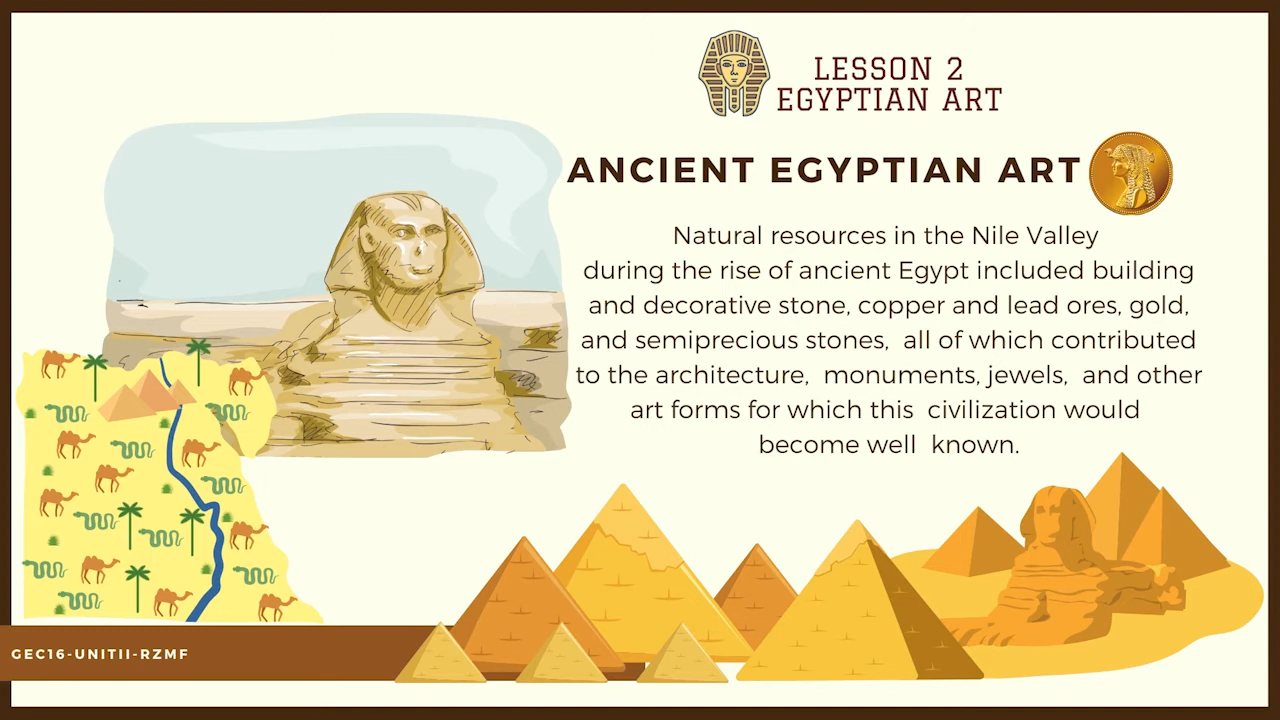 LESSON 2
EGYPTIAN ART
ANCIENT EGYPTIAN ART
Natural resources in the Nile Valley
during the rise of ancient Egypt included building
and decorative stone, copper and lead ores, gold,
and semiprecious stones, all of which contributed
to the architecture, monuments, jewels, and other
art forms for which this civilization would
become well known.
GEC16-UNITII-RZMF